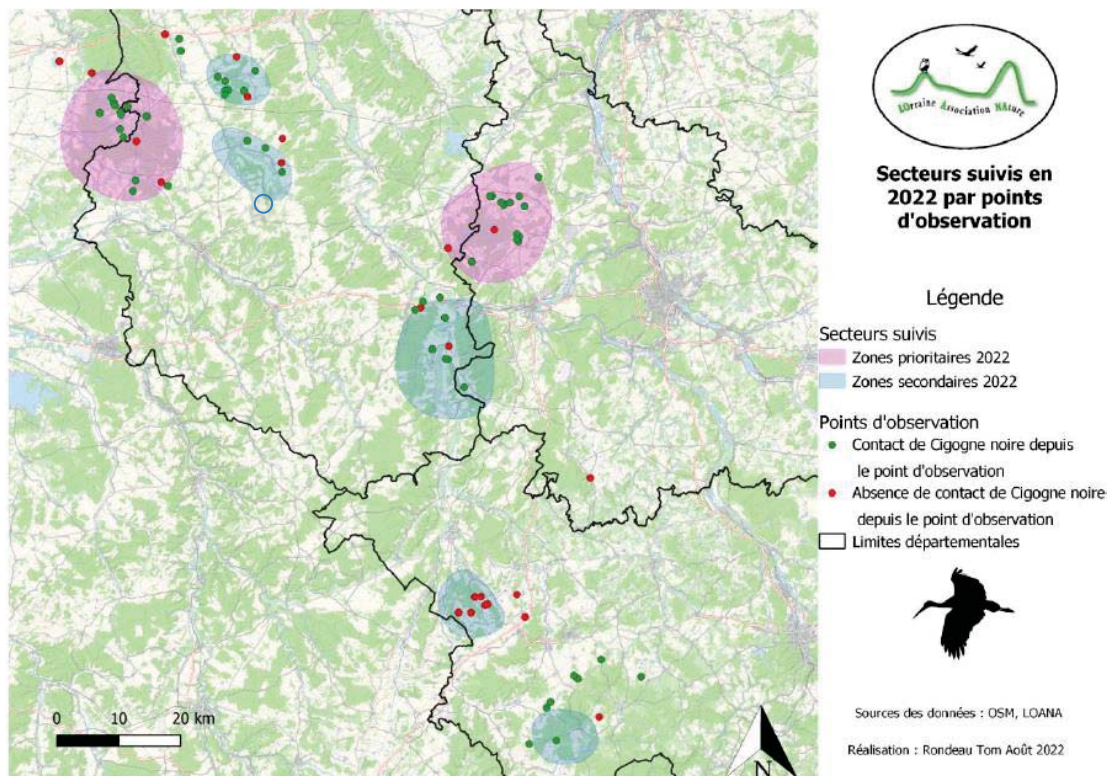 LOrraine Association NAture
Secteurs suivis en
2022 par points
d'observation
Légende
Secteurs suivis
Zones prioritaires 2022
Zones secondaires 2022
Points d'observation
Contact de Cigogne noire depuis
le point d'observation
Absence de contact de Cigogne noire
depuis le point d'observation
Limites départementales
0 10 20 km
N
Sources des données : OSM, LOANA
Réalisation : Rondeau Tom Août 2022